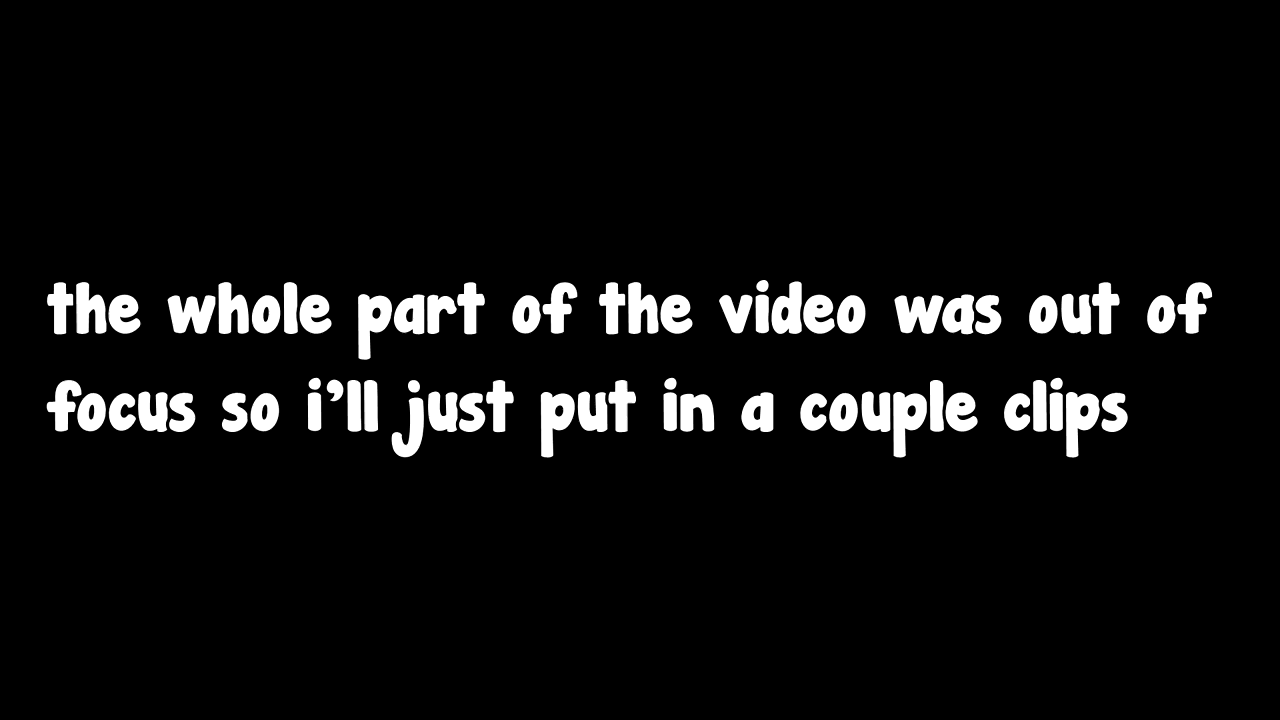 the whole part of the video was out of
focus so i'll just put in a couple clips